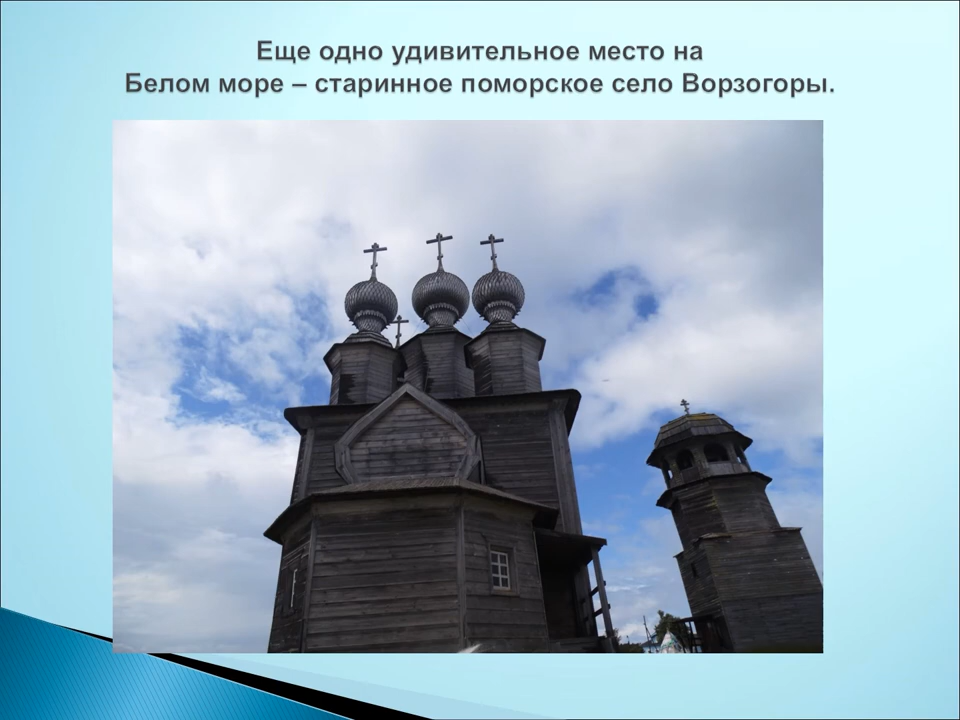 Еще одно удивительное место на
Белом море – старинное поморское село Ворзогоры.